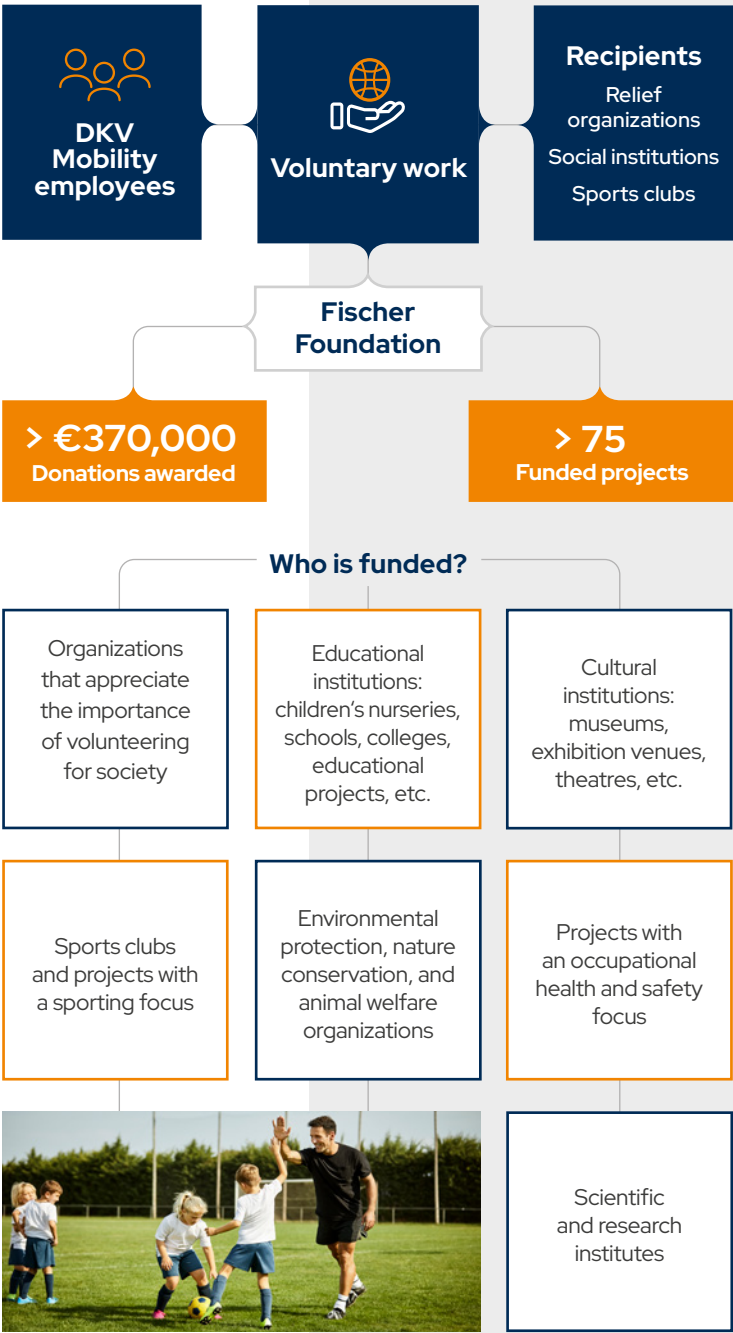 DKV
Mobility
employees
Voluntary work
Recipients
Relief
organizations
Social institutions
Sports clubs
Fischer
Foundation
> €370,000
Donations awarded
> 75
Funded projects
Who is funded?
Organizations
that appreciate
the importance
of volunteering
for society
Educational
institutions:
children’s nurseries,
schools, colleges,
educational
projects, etc.
Cultural
institutions:
museums,
exhibition venues,
theatres, etc.
Sports clubs
and projects with
a sporting focus
Environmental
protection, nature
conservation, and
animal welfare
organizations
Projects with
an occupational
health and safety
focus
Scientific
and research
institutes